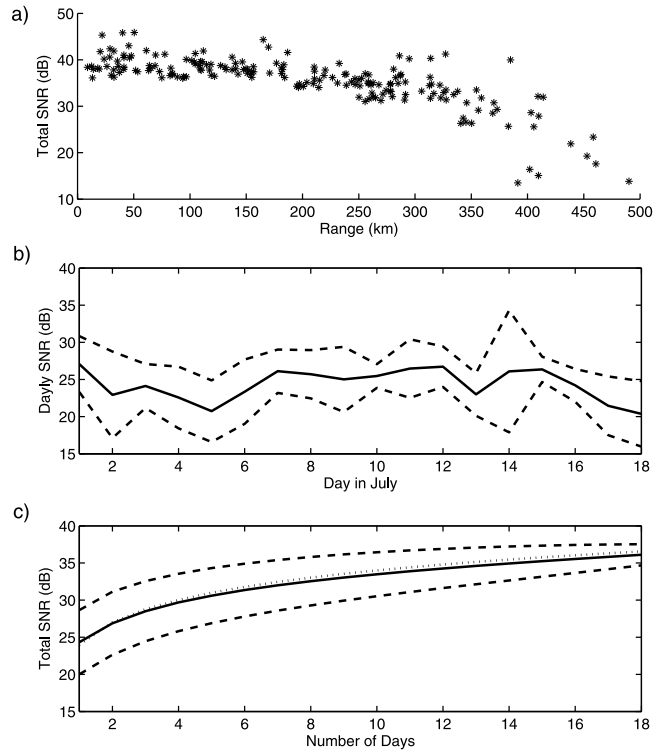 a)
50
40
30
20
10
Total SNR (dB)
0 50 100 150 200 250 300 350 400 450 500
Range (km)
b)
40
35
30
25
20
15
Dayly SNR (dB)
2 4 6 8 10 12 14 16 18
Day in July
c)
40
35
30
25
20
15
Total SNR (dB)
2 4 6 8 10 12 14 16 18
Number of Days